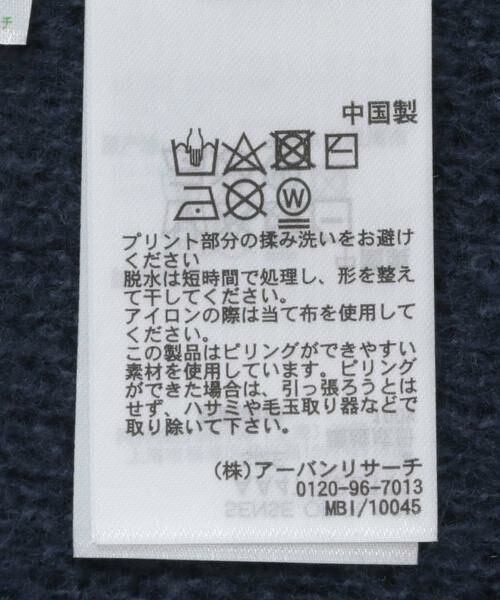 チ
中国製
W
プリント部分の揉み洗いをお避け
ください
脱水は短時間で処理し、形を整え
て干してください。
アイロンの際は当て布を使用して
ください。
この製品はピリングができやすい
素材を使用しています。ピリング
ができた場合は、引っ張ろうとは
せず、ハサミや毛玉取り器などで
取り除いて下さい。
(株)アーバンリサーチ
0120-96-7013
MBI/10045